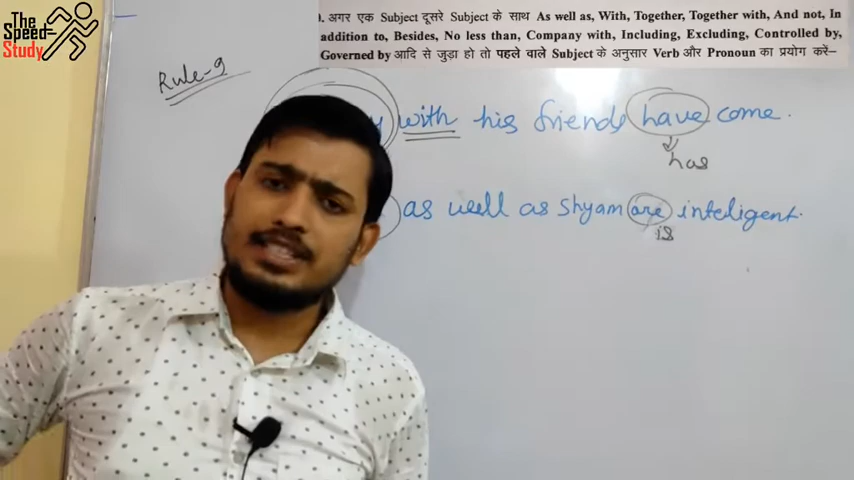 The
Speed
Study
. अगर एक Subject दूसरे Subject के साथ As well as, With, Together, Together with, And not, In
addition to, Besides, No less than, Company with, Including, Excluding, Controlled by,
Governed by आदि से जुड़ा हो तो पहले वाले Subject के अनुसार Verb और Pronoun का प्रयोग करें–
Rule-9
with his friends have come.
has
as well as Shyam are inteligent.
is